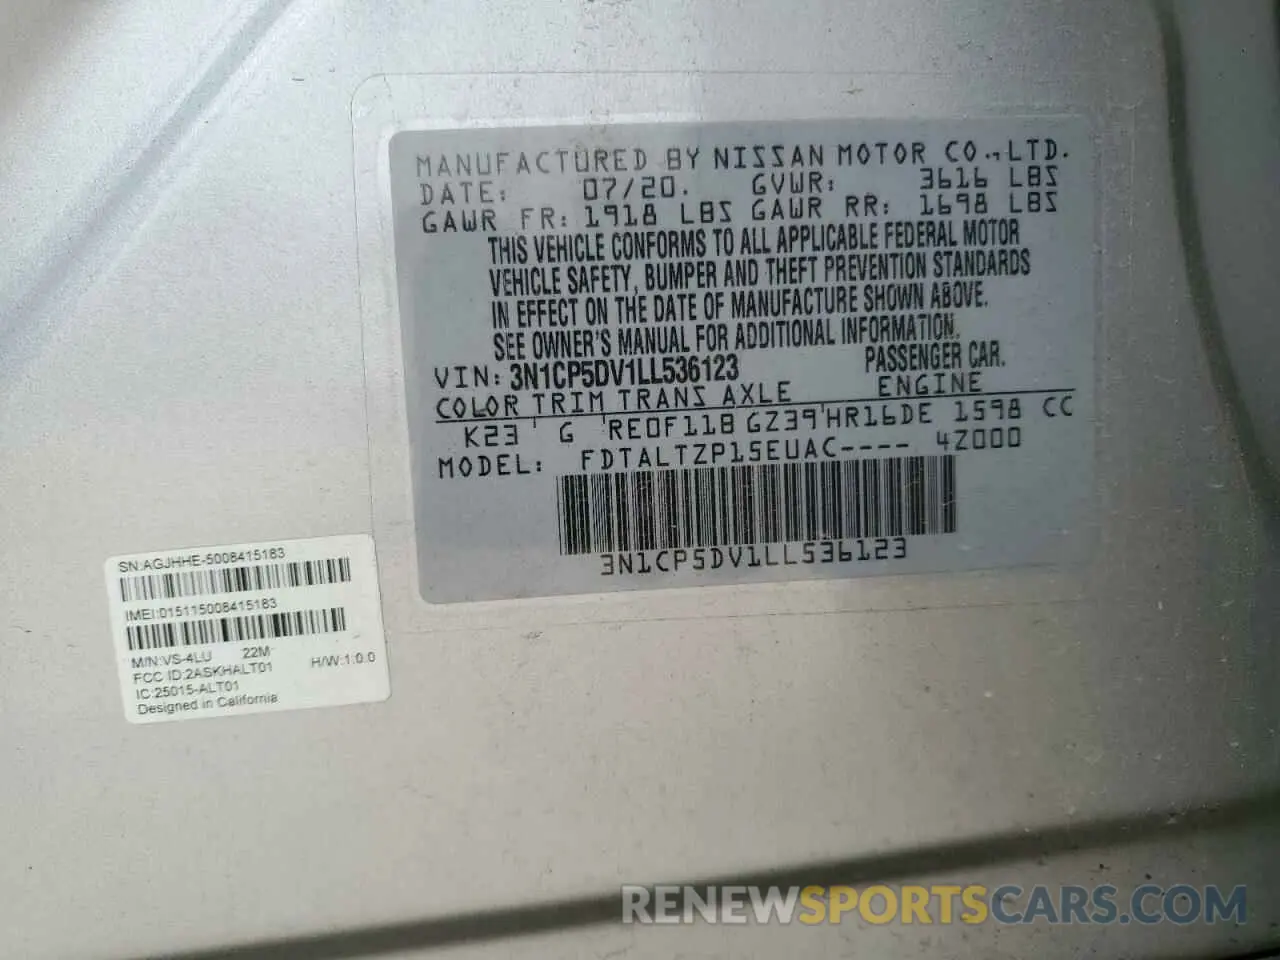 MANUFACTURED BY NISSAN MOTOR CO.,LTD.
DATE: 07/20. GVWR: 3616 LBS
GAWR FR: 1918 LBS GAWR RR: 1698 LBS
THIS VEHICLE CONFORMS TO ALL APPLICABLE FEDERAL MOTOR
VEHICLE SAFETY, BUMPER AND THEFT PREVENTION STANDARDS
IN EFFECT ON THE DATE OF MANUFACTURE SHOWN ABOVE.
SEE OWNER'S MANUAL FOR ADDITIONAL INFORMATION.
VIN: 3N1CP5DV1LL536123 PASSENGER CAR.
COLOR TRIM TRANS AXLE ENGINE
K23 G RE0F11B GZ39 HR16DE 1598 CC
MODEL: FDTALTZP15EUAC---- 4Z000
3N1CP5DV1LL536123
SN:AGJHHE-5008415183
IMEI:015115008415183
M/N:VS-4LU 22M
FCC ID:2ASKHALT01 H/W:1.0.0
IC:25015-ALT01
Designed in California
RENEWSPORTSCARS.COM